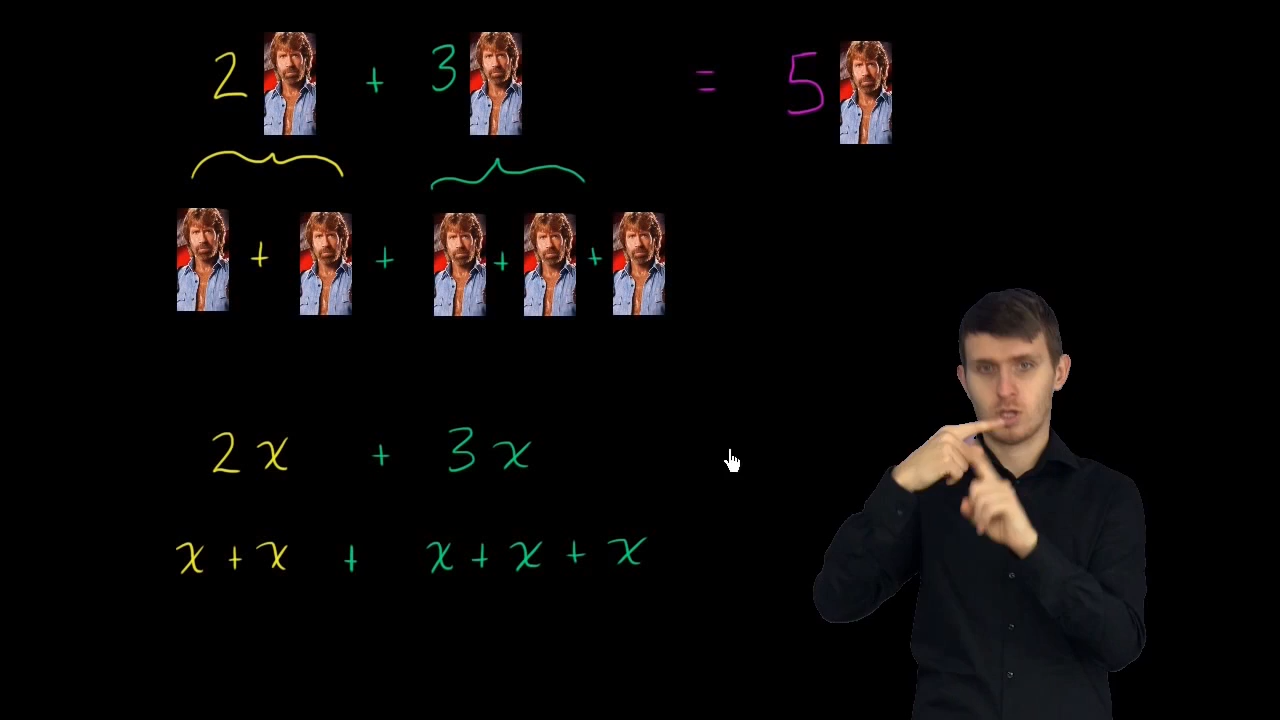 2 + 3 = 5
+ + + +
2x + 3x
x + x + x + x + x